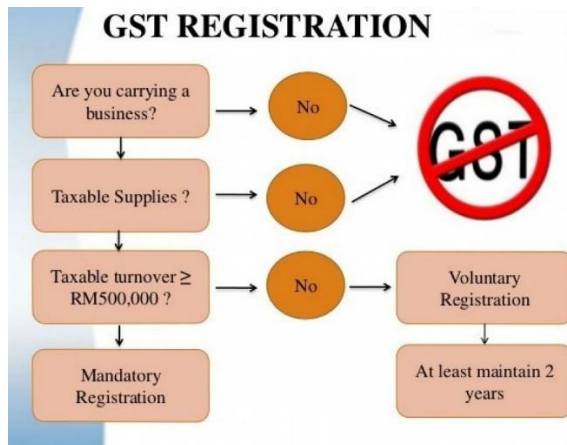 GST REGISTRATION
Are you carrying a
business?
No
GST
Taxable Supplies ?
No
Taxable turnover ≥
RM500,000 ?
No
Voluntary
Registration
Mandatory
Registration
At least maintain 2
years